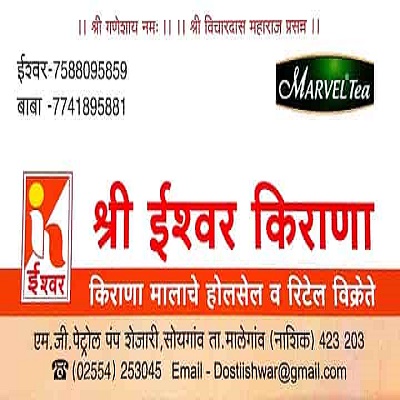 ।। श्री गणेशाय नमः ।। ।। श्री विचारदास महाराज प्रसन्न ।।
ईश्वर-7588095859
बाबा -7741895881
MARVEL® Tea
ईश्वर
श्री ईश्वर किराणा
किराणा मालाचे होलसेल व रिटेल विक्रेते
एम.जी.पेट्रोल पंप शेजारी,सोयगांव ता.मालेगांव (नाशिक) 423 203
☎ (02554) 253045 Email - Dostiishwar@gmail.com